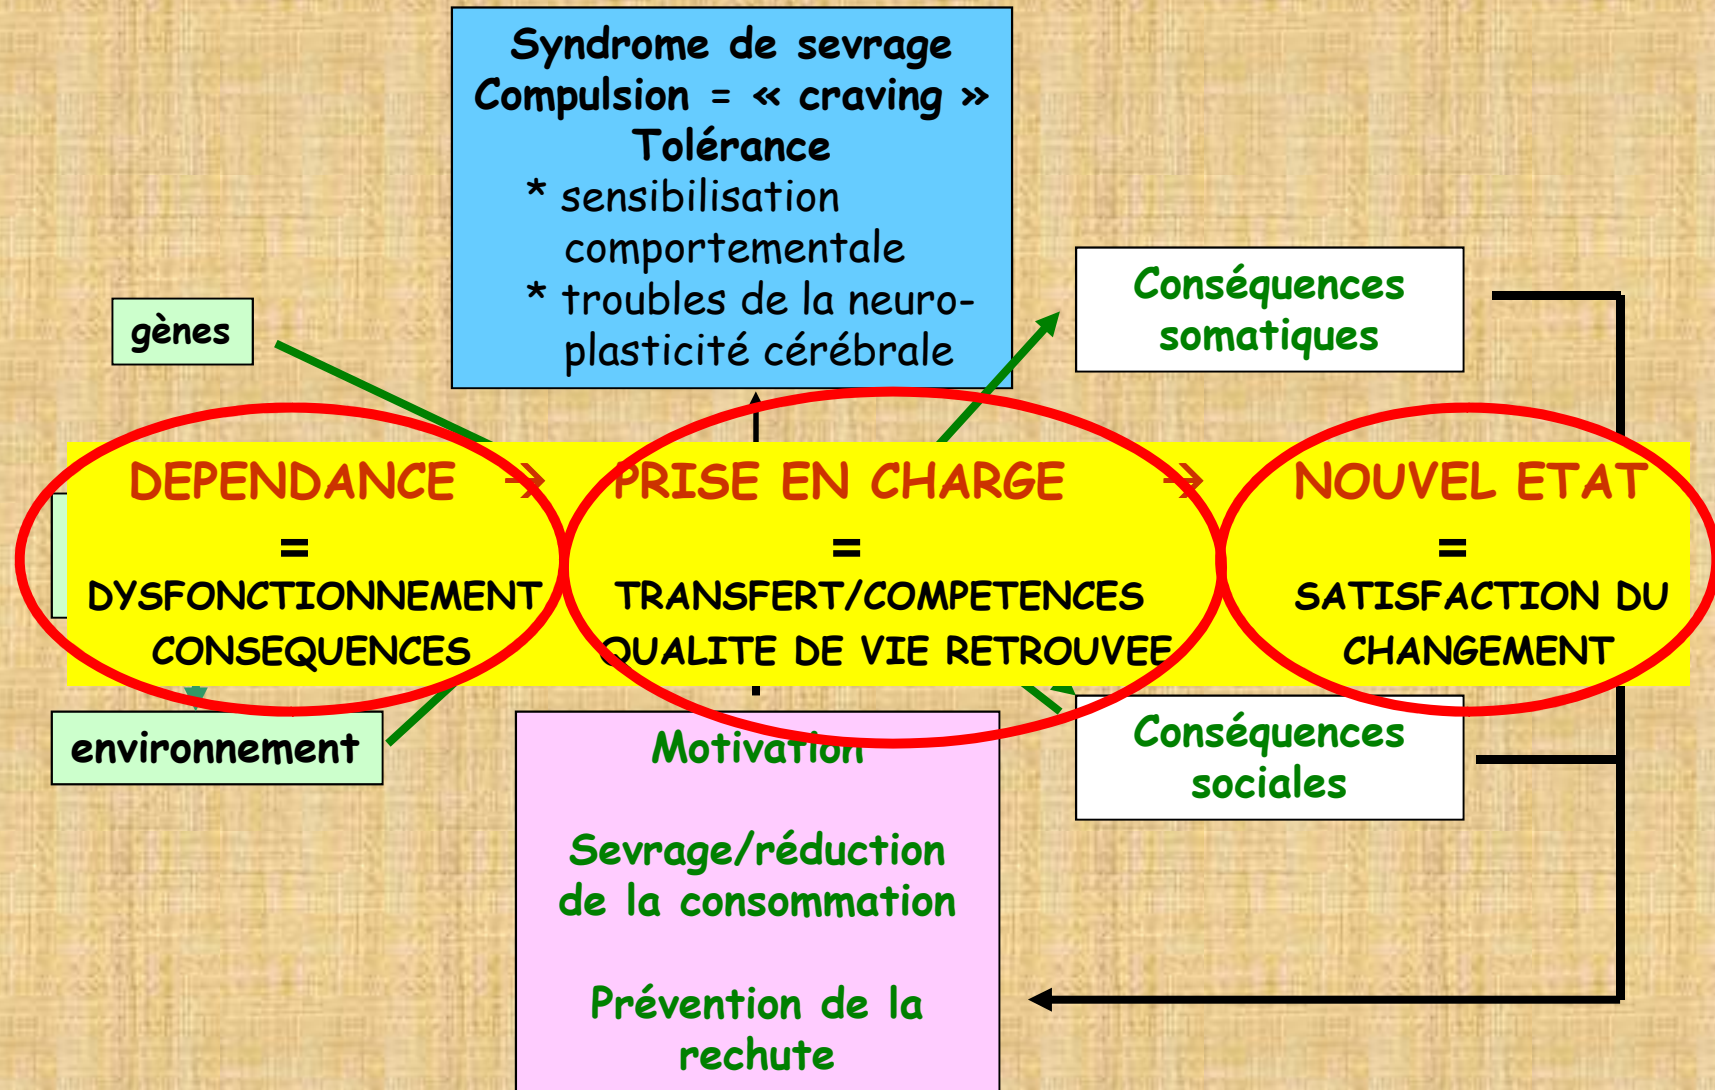 Syndrome de sevrage
Compulsion = « craving »
Tolérance
* sensibilisation
comportementale
* troubles de la neuro-
plasticité cérébrale
gènes
Conséquences
somatiques
DEPENDANCE → PRISE EN CHARGE → NOUVEL ETAT
= = =
DYSFONCTIONNEMENT TRANSFERT/COMPETENCES SATISFACTION DU
CONSEQUENCES QUALITE DE VIE RETROUVEE CHANGEMENT
environnement
Motivation
Sevrage/réduction
de la consommation
Prévention de la
rechute
Conséquences
sociales